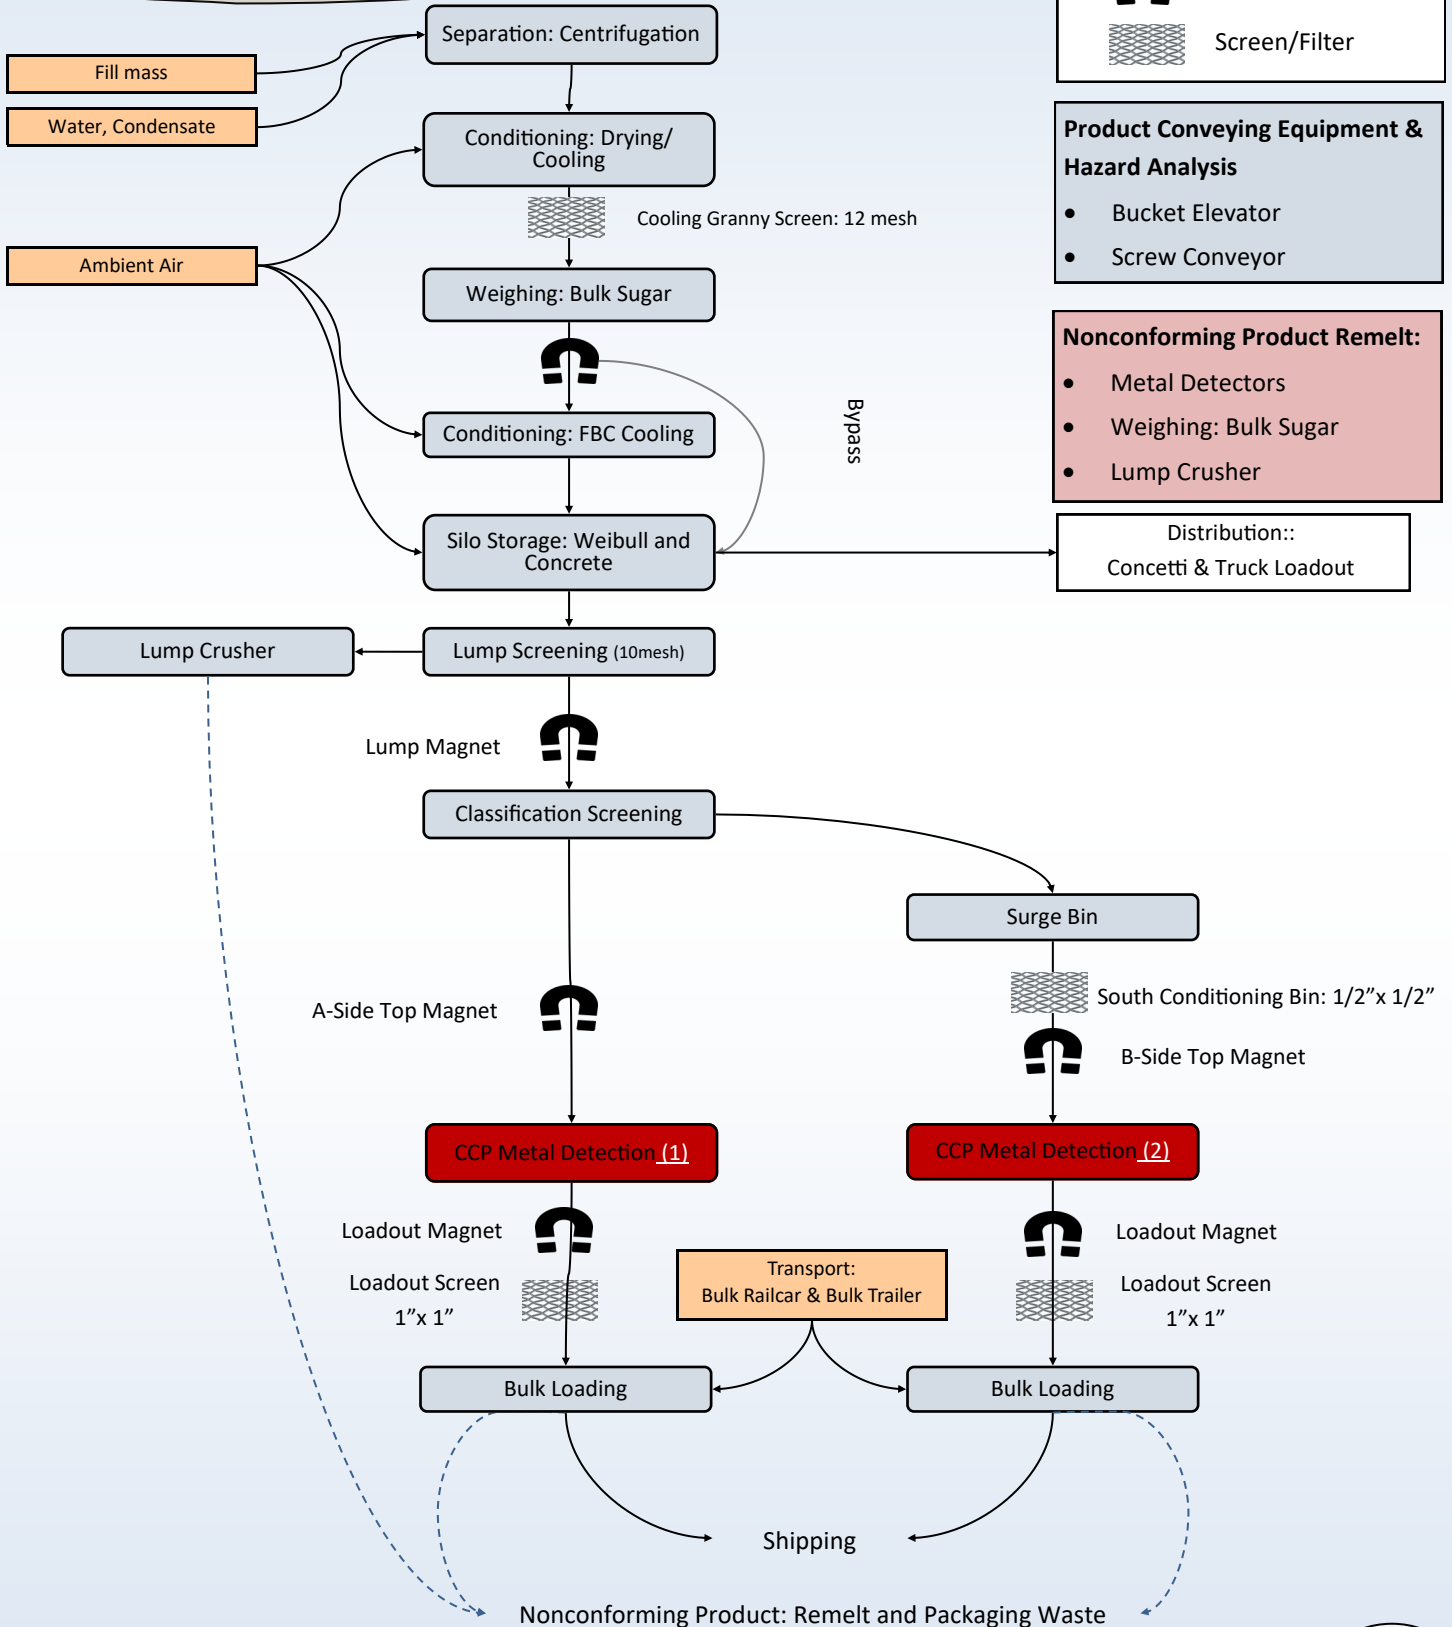 Separation: Centrifugation
Fill mass
Water, Condensate
Screen/Filter
Conditioning: Drying/
Cooling
Cooling Granny Screen: 12 mesh
Ambient Air
Weighing: Bulk Sugar
Product Conveying Equipment &
Hazard Analysis
• Bucket Elevator
• Screw Conveyor
Nonconforming Product Remelt:
• Metal Detectors
• Weighing: Bulk Sugar
• Lump Crusher
Bypass
Conditioning: FBC Cooling
Silo Storage: Weibull and
Concrete
Distribution::
Concetti & Truck Loadout
Lump Crusher
Lump Screening (10mesh)
Lump Magnet
Classification Screening
Surge Bin
South Conditioning Bin: 1/2”x 1/2”
A-Side Top Magnet
B-Side Top Magnet
CCP Metal Detection (1)
CCP Metal Detection (2)
Loadout Magnet
Loadout Screen
1”x 1”
Transport:
Bulk Railcar & Bulk Trailer
Loadout Magnet
Loadout Screen
1”x 1”
Bulk Loading
Bulk Loading
Shipping
Nonconforming Product: Remelt and Packaging Waste